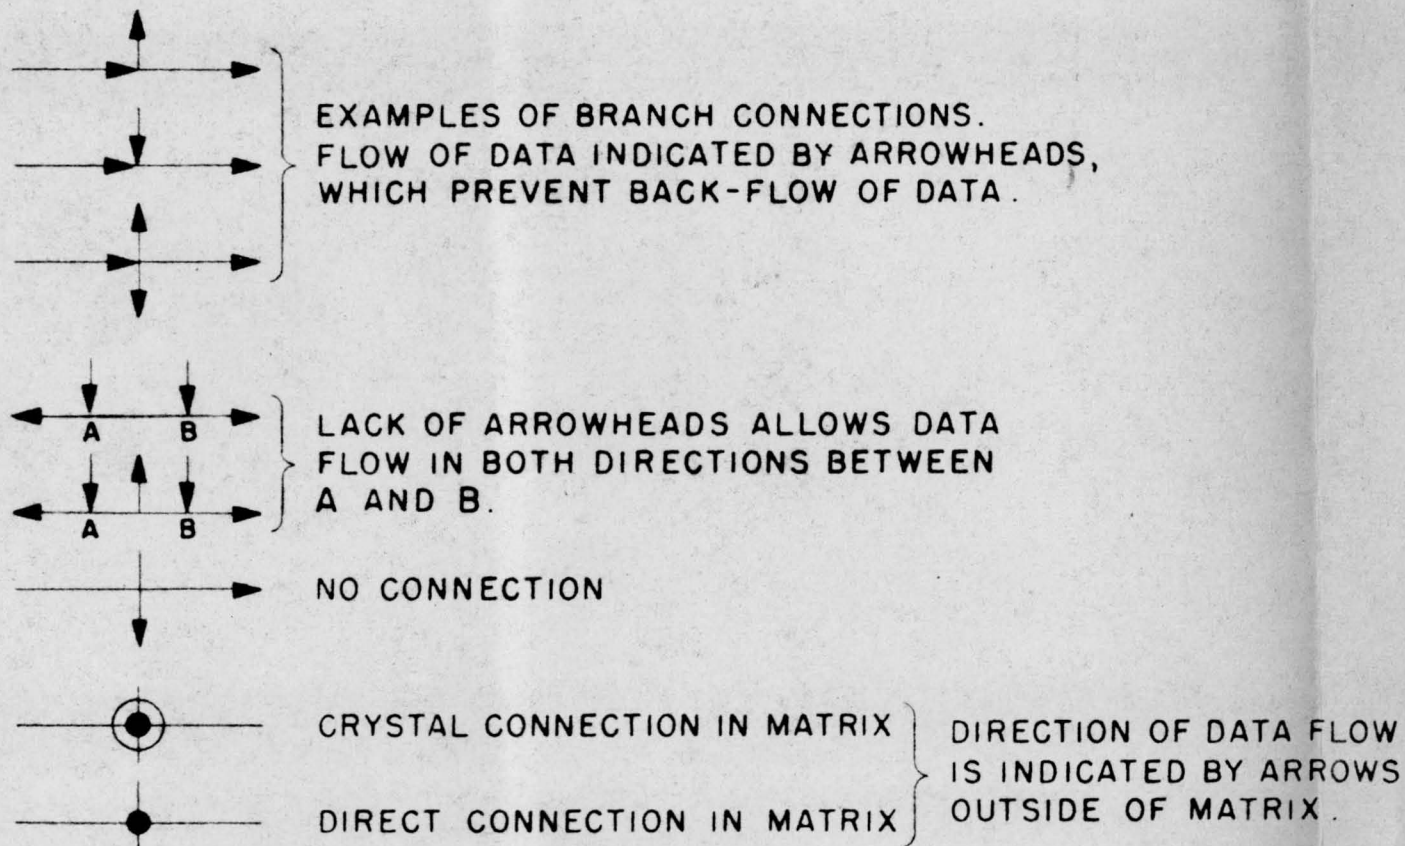 EXAMPLES OF BRANCH CONNECTIONS.
FLOW OF DATA INDICATED BY ARROWHEADS,
WHICH PREVENT BACK-FLOW OF DATA.
A B
LACK OF ARROWHEADS ALLOWS DATA
FLOW IN BOTH DIRECTIONS BETWEEN
A AND B.
A B
NO CONNECTION
CRYSTAL CONNECTION IN MATRIX
DIRECT CONNECTION IN MATRIX
DIRECTION OF DATA FLOW
IS INDICATED BY ARROWS
OUTSIDE OF MATRIX.